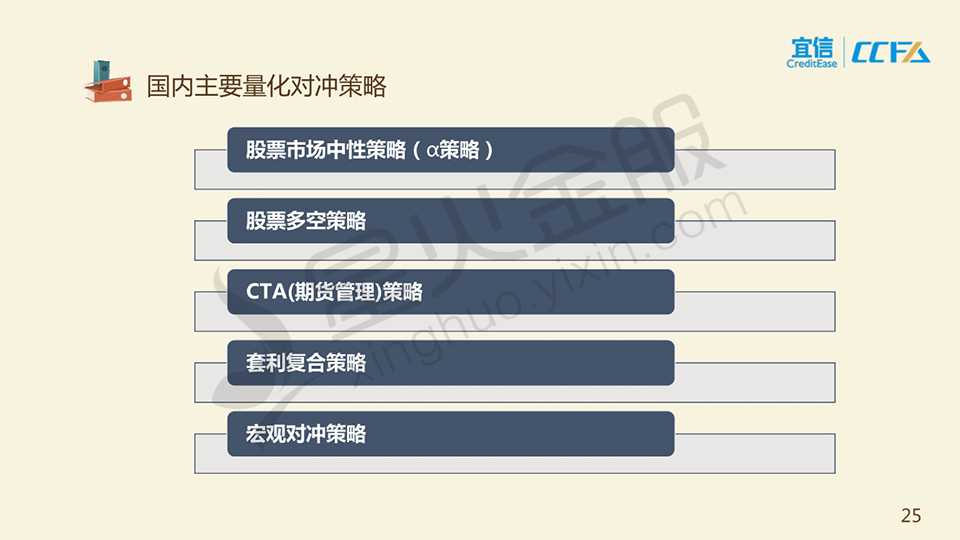 宜信
CreditEase
CCFA
国内主要量化对冲策略
股票市场中性策略（α策略）
股票多空策略
CTA(期货管理)策略
套利复合策略
宏观对冲策略
星火金服
xinghuo.yixin.com
25